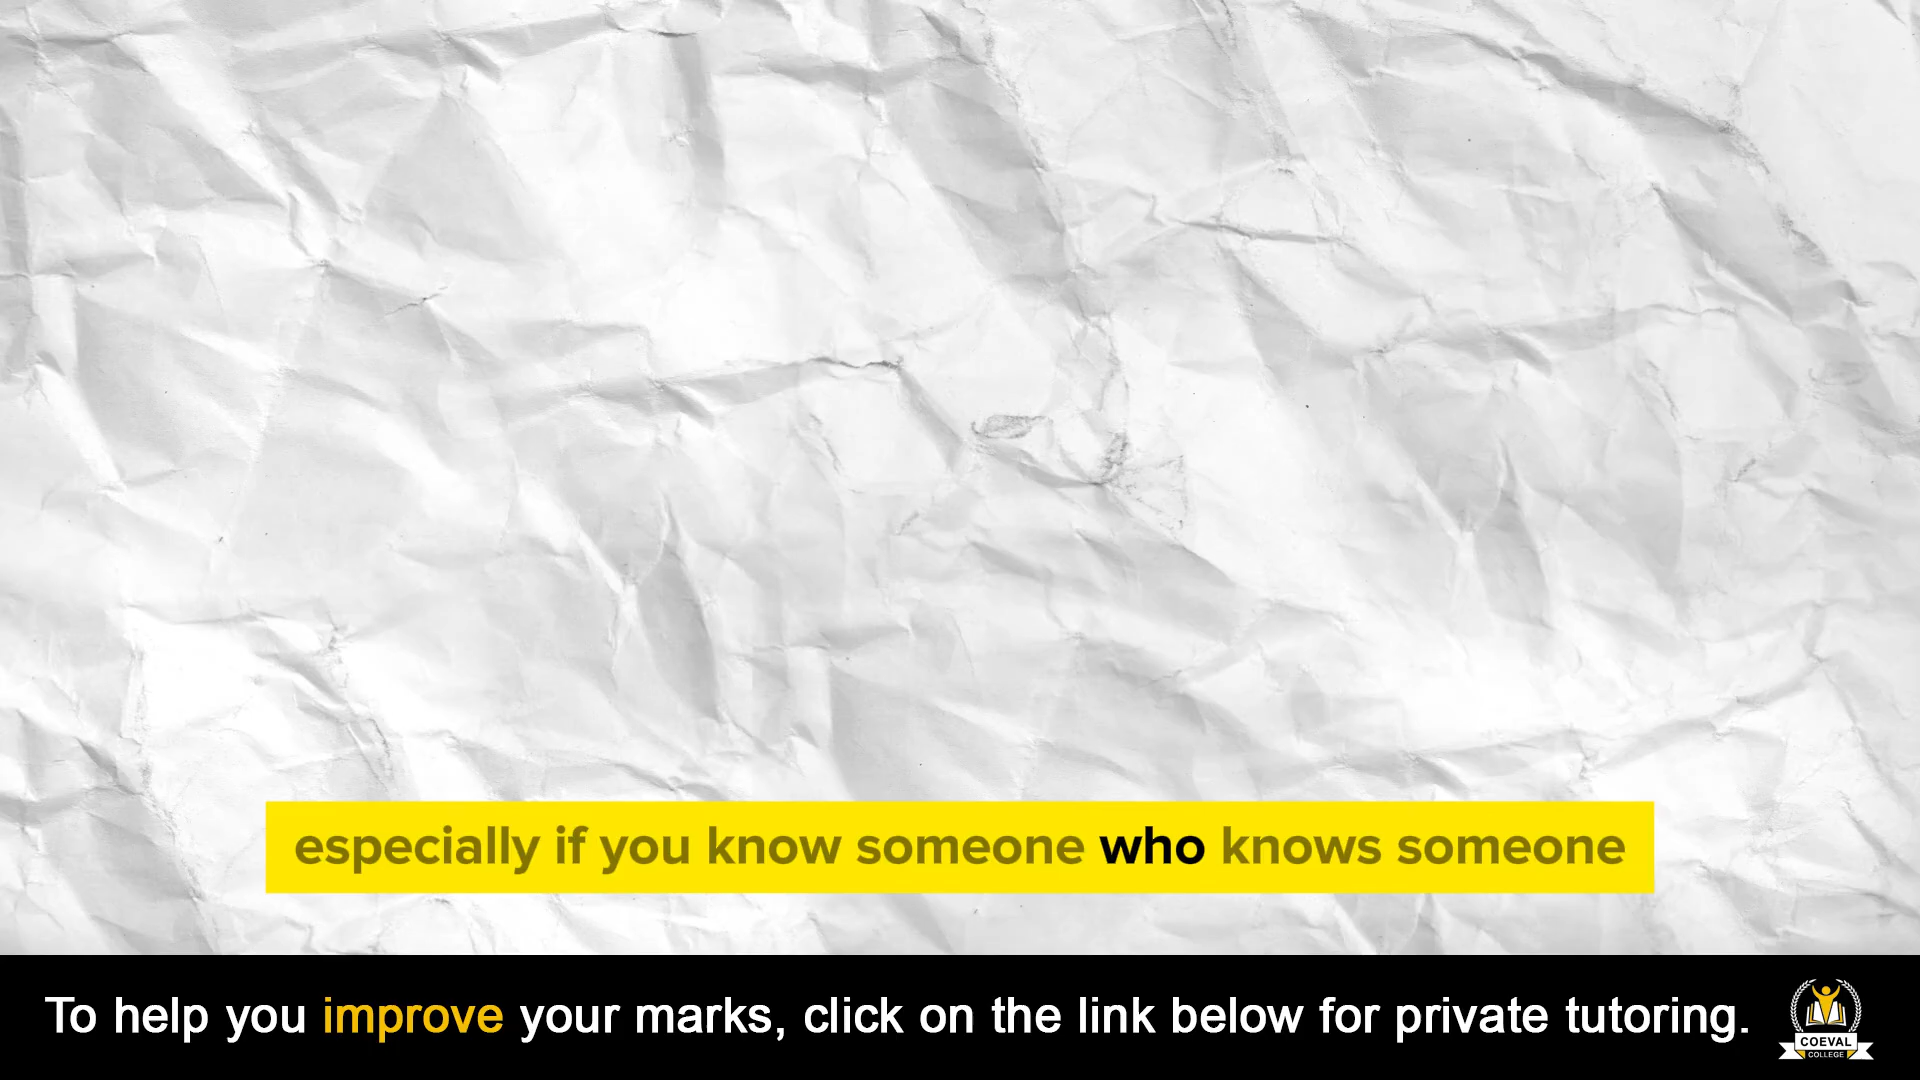 especially if you know someone who knows someone
To help you improve your marks, click on the link below for private tutoring.
COEVAL
COLLEGE